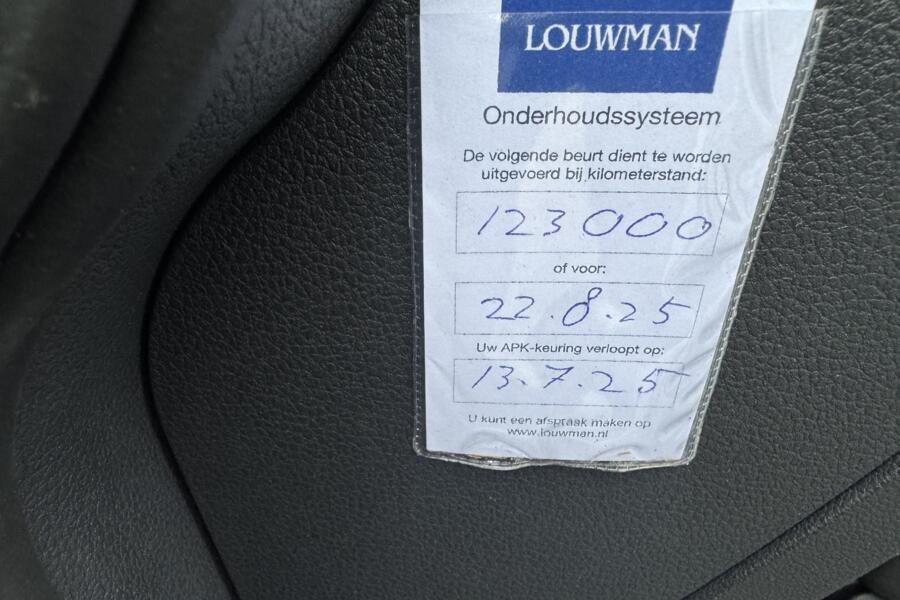 LOUWMAN
Onderhoudssysteem
De volgende beurt dient te worden
uitgevoerd bij kilometerstand:
123000
of voor:
22.8.25
Uw APK-keuring verloopt op:
13.7.25
U kunt een afspraak maken op
www.louwman.nl